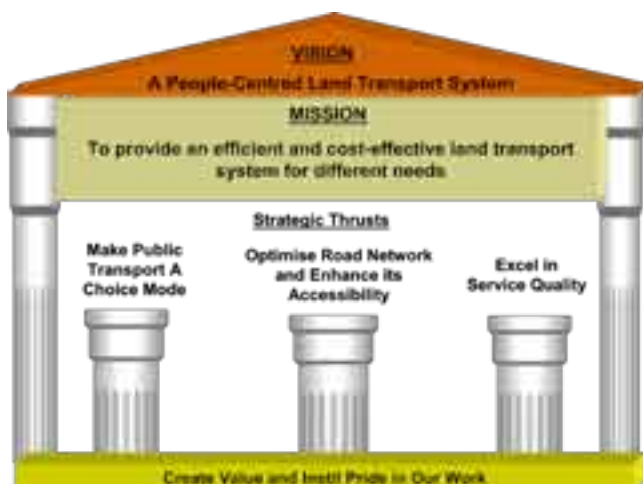 VISION
A People-Centred Land Transport System
MISSION
To provide an efficient and cost-effective land transport
system for different needs
Strategic Thrusts
Make Public
Transport A
Choice Mode
Optimise Road Network
and Enhance its
Accessibility
Excel in
Service Quality
Create Value and Instil Pride in Our Work